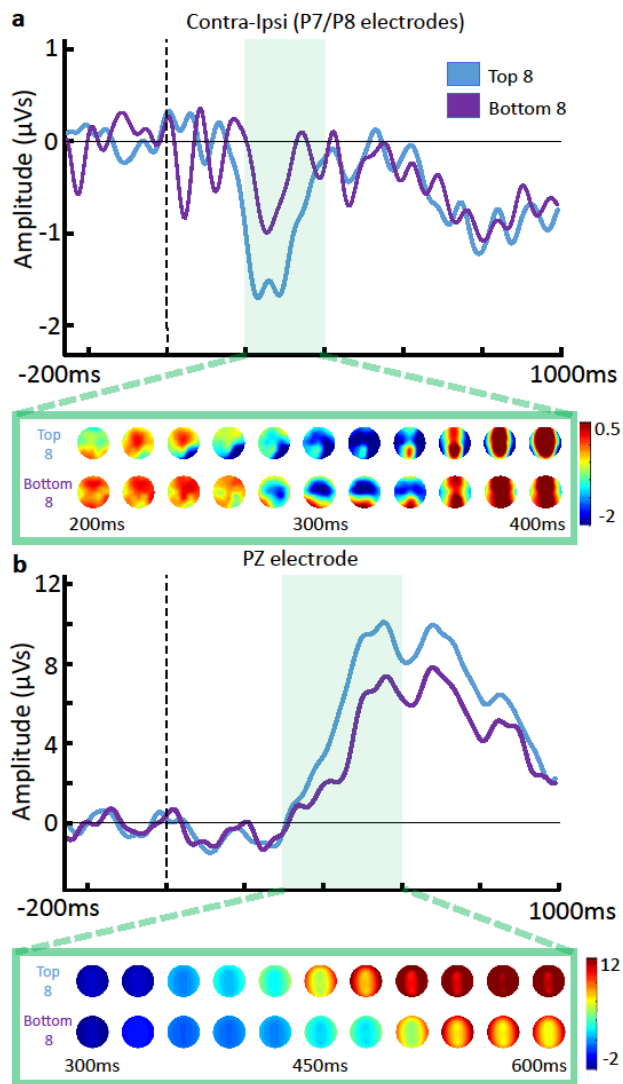 a
Contra-Ipsi (P7/P8 electrodes)
1
0
-1
-2
Amplitude (µVs)
Top 8
Bottom 8
-200ms
1000ms
Top
8
Bottom
8
200ms
300ms
400ms
0.5
-2
b
PZ electrode
12
8
4
0
Amplitude (µVs)
-200ms
1000ms
Top
8
Bottom
8
300ms
450ms
600ms
12
-2